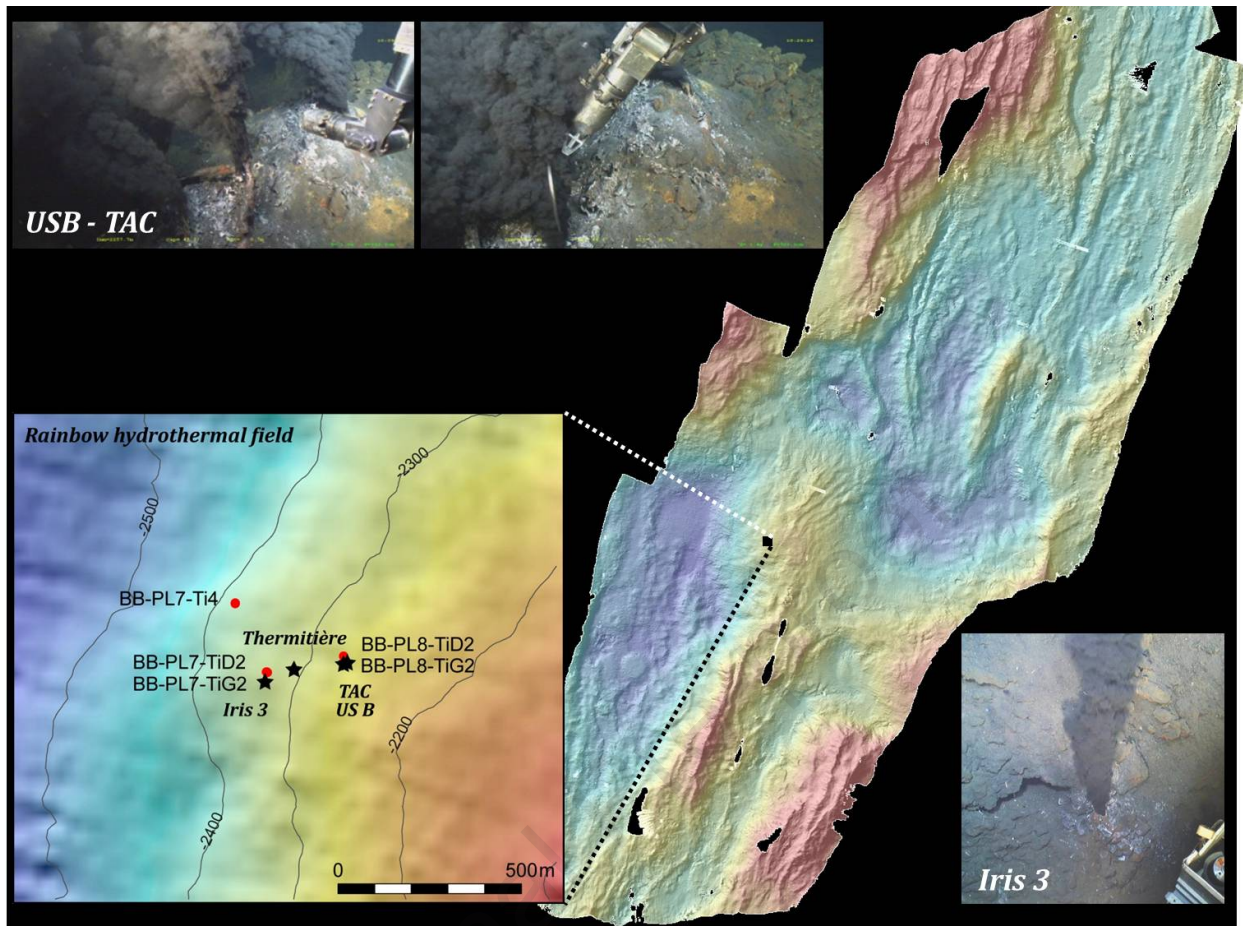 USB - TAC
Rainbow hydrothermal field
-2500
-2300
BB-PL7-Ti4
Thermitière
BB-PL8-TiD2
BB-PL7-TiD2
BB-PL8-TiG2
BB-PL7-TiG2
TAC
Iris 3
US B
-2200
-2400
0
500m
Iris 3